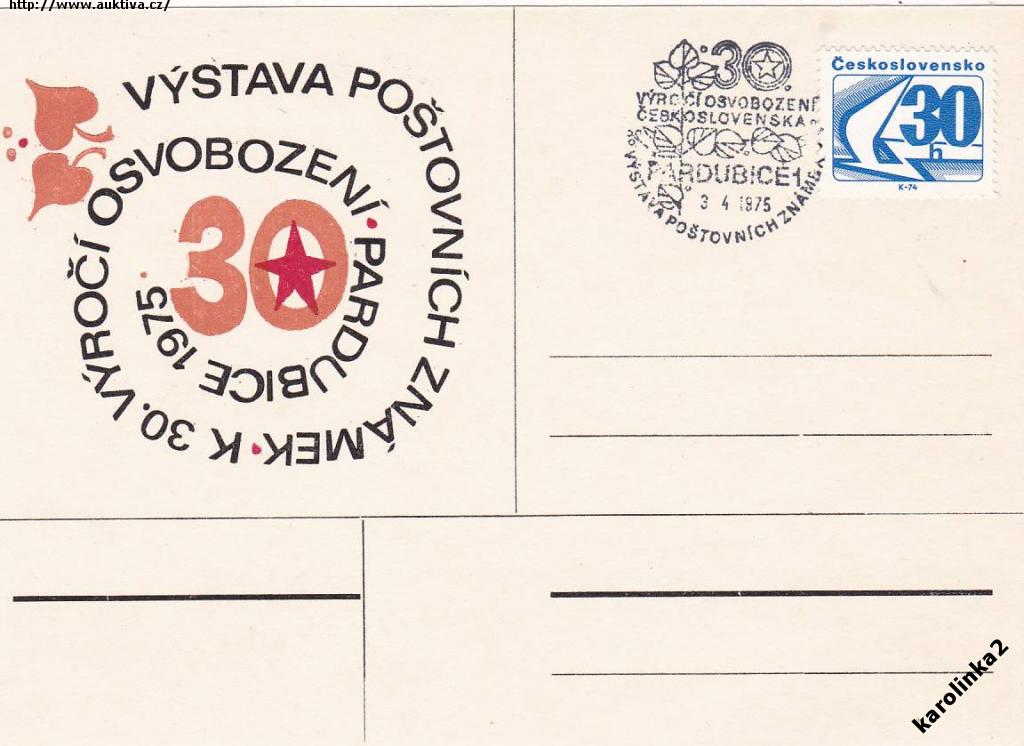 http://www.auktiva.cz/
VÝSTAVA POŠTOVNÍCH ZNÁMEK • K 30. VÝROČÍ OSVOBOZENÍ • PARDUBICE 1975 •
30
30
VÝROČÍ OSVOBOZENÍ
ČESKOSLOVENSKA
PARDUBICE 1
3 4 1975
VÝSTAVA POŠTOVNÍCH ZNÁMEK
Československo
30
h
K-74
karolinka2